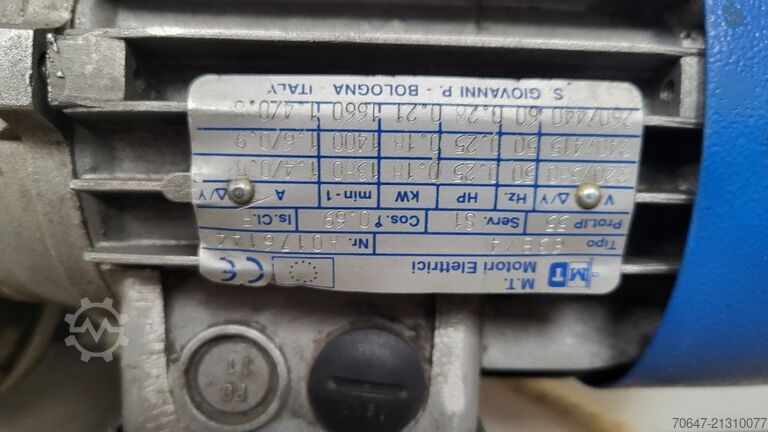 M.T.
MT Motori Elettrici CE
Tipo 63B/4 Nr. A0176144
Pro.IP 55 Serv. S1 Cos.φ 0.69 Is.Cl. F
V Δ/Y Hz. HP kW min-1 A Δ/Y
220/380 50 0.25 0.18 1380 1.4/0.8
240/415 50 0.25 0.18 1400 1,6/0.9
260/440 60 0.28 0.21 1660 1.4/0.8
S. GIOVANNI P. - BOLOGNA - ITALY
PG
11
70647-21310077